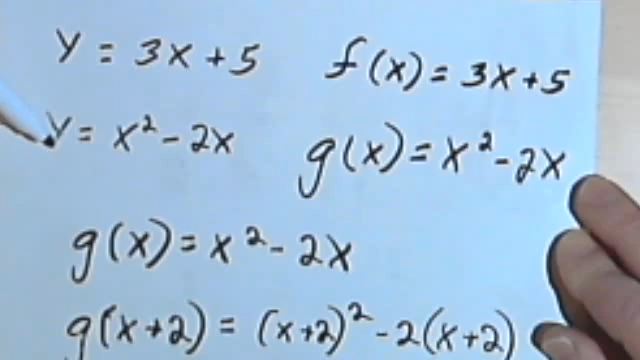 y = 3x + 5 f(x) = 3x + 5
y = x² - 2x g(x) = x² - 2x
g(x) = x² - 2x
g(x+2) = (x+2)² - 2(x+2)